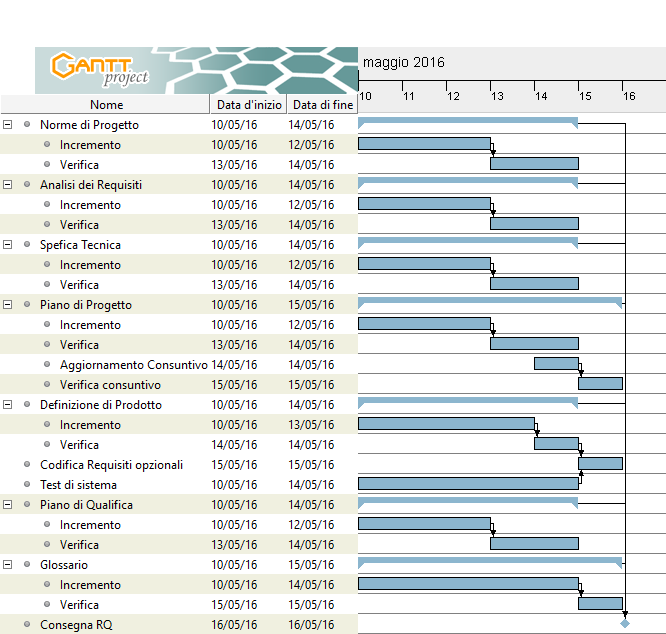 GANTT
project
maggio 2016
10 11 12 13 14 15 16
Nome Data d'inizio Data di fine
Norme di Progetto 10/05/16 14/05/16
Incremento 10/05/16 12/05/16
Verifica 13/05/16 14/05/16
Analisi dei Requisiti 10/05/16 14/05/16
Incremento 10/05/16 12/05/16
Verifica 13/05/16 14/05/16
Spefica Tecnica 10/05/16 14/05/16
Incremento 10/05/16 12/05/16
Verifica 13/05/16 14/05/16
Piano di Progetto 10/05/16 15/05/16
Incremento 10/05/16 12/05/16
Verifica 13/05/16 14/05/16
Aggiornamento Consuntivo 14/05/16 14/05/16
Verifica consuntivo 15/05/16 15/05/16
Definizione di Prodotto 10/05/16 14/05/16
Incremento 10/05/16 13/05/16
Verifica 14/05/16 14/05/16
Codifica Requisiti opzionali 15/05/16 15/05/16
Test di sistema 10/05/16 14/05/16
Piano di Qualifica 10/05/16 14/05/16
Incremento 10/05/16 12/05/16
Verifica 13/05/16 14/05/16
Glossario 10/05/16 15/05/16
Incremento 10/05/16 14/05/16
Verifica 15/05/16 15/05/16
Consegna RQ 16/05/16 16/05/16